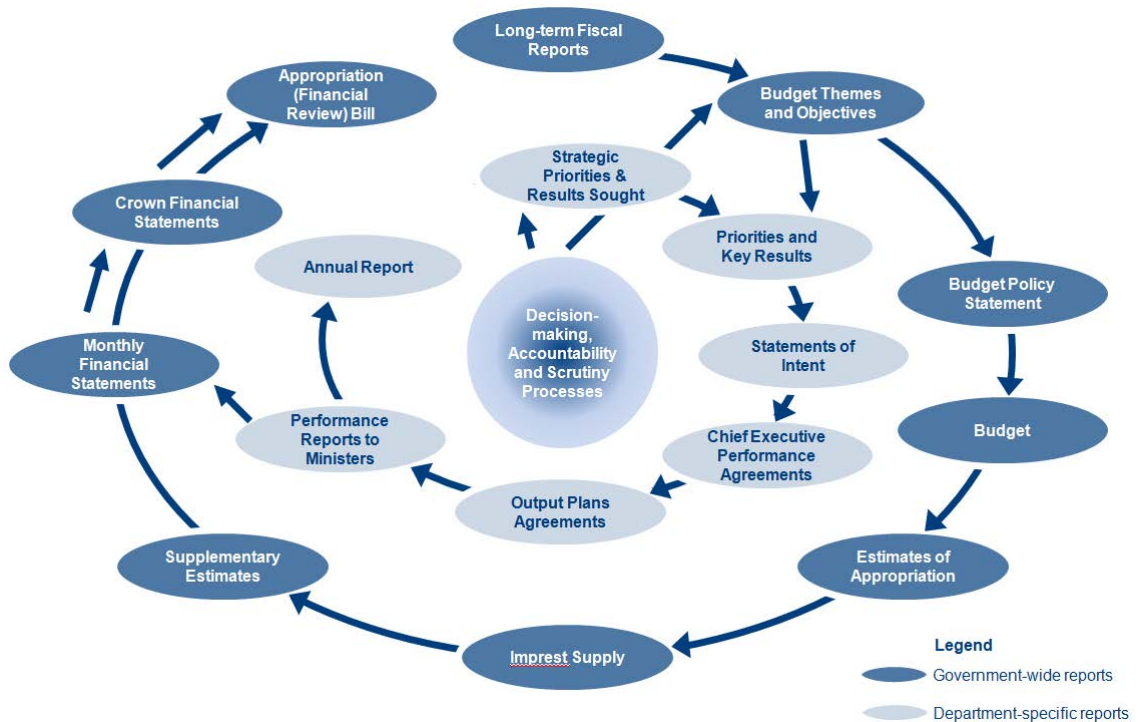 Long-term Fiscal
Reports
Appropriation
(Financial
Review) Bill
Budget Themes
and Objectives
Strategic
Priorities &
Results Sought
Crown Financial
Statements
Priorities and
Key Results
Annual Report
Budget Policy
Statement
Decision-
making,
Accountability
and Scrutiny
Processes
Monthly
Financial
Statements
Statements of
Intent
Performance
Reports to
Ministers
Chief Executive
Performance
Agreements
Budget
Output Plans
Agreements
Supplementary
Estimates
Estimates of
Appropriation
Imprest Supply
Legend
Government-wide reports
Department-specific reports